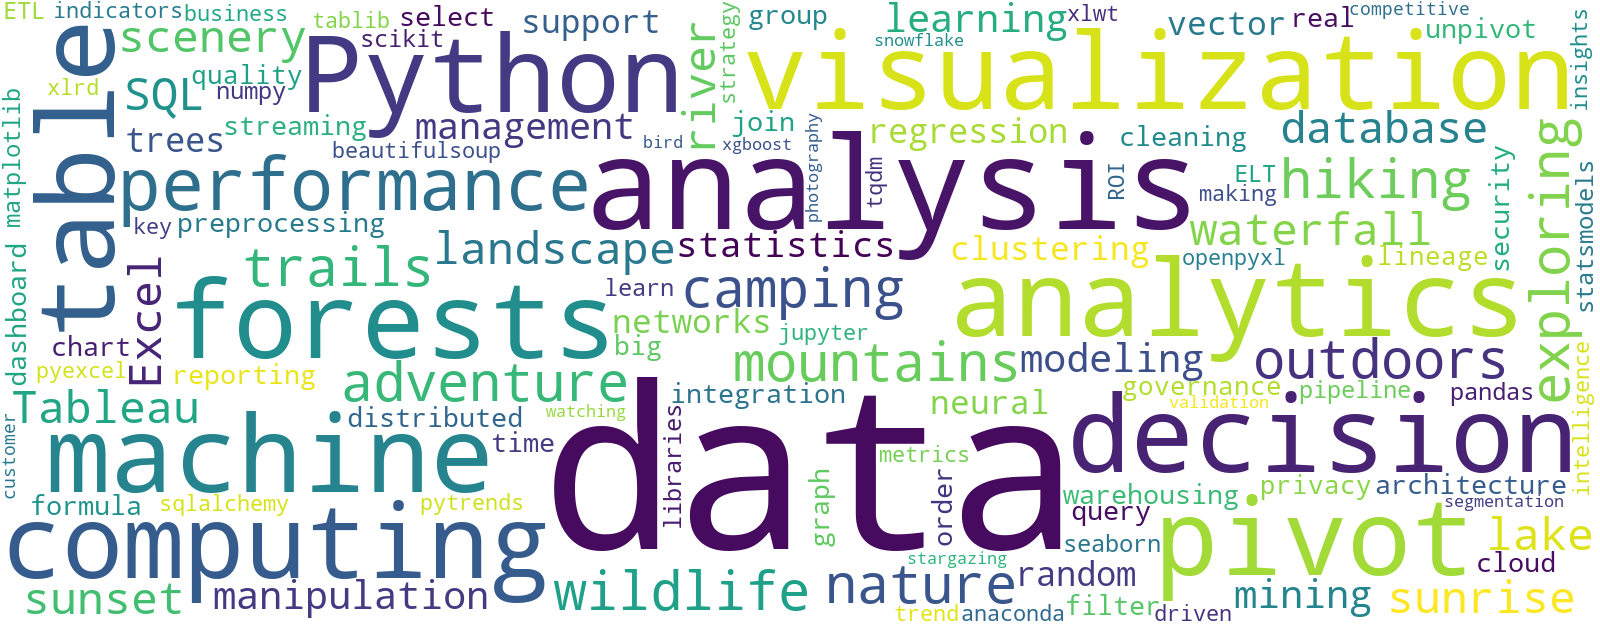 ETL
indicators
business
tablib
select
support
group
learning
xlwt
vector
real
competitive
unpivot
scenery
scikit
Python
river
strategy
snowflake
visualization
insights
table
xlrd
SQL
quality
numpy
matplotlib
trees
streaming
management
beautifulsoup
bird
join
xgboost
photography
regression
cleaning
database
exploring
performance
analysis
tqdm
ROI
ELT
making
hiking
security
statsmodels
key
preprocessing
landscape
statistics
clustering
waterfall
openpyxl
lineage
dashboard
Excel
trails
forests
learn
camping
analytics
networks
jupyter
chart
big
mountains
modeling
outdoors
pyexcel
reporting
adventure
integration
governance
pipeline
pandas
intelligence
Tableau
distributed
watching
neural
validation
customer
machine
time
libraries
data
metrics
decision
formula
sqlalchemy
pytrends
graph
order
warehousing
privacy
architecture
segmentation
computing
query
pivot
lake
seaborn
stargazing
cloud
sunset
manipulation
wildlife
nature
random
mining
sunrise
trend
anaconda
filter
driven